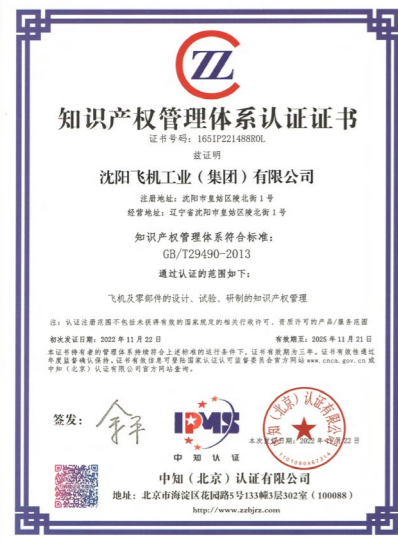 ZZ
知识产权管理体系认证证书
证书号码：165IP221488R0L
兹证明
沈阳飞机工业（集团）有限公司
注册地址：沈阳市皇姑区陵北街1号
经营地址：辽宁省沈阳市皇姑区陵北街1号
知识产权管理体系符合标准：
GB/T29490-2013
通过认证的范围如下：
飞机及零部件的设计、试验、研制的知识产权管理
注：认证注册范围不包括未获得有效的国家规定的相关行政许可、资质许可的产品/服务范围
初次发证日期：2022年11月22日 有效期至：2025年11月21日
本证书持有者的管理体系持续符合上述标准的运行条件下，证书有效期为三年。证书有效性通过
年度监督确认保持。证书有效信息可登陆国家认证认可监督委员会官方网站www.cnca.gov.cn或
中知（北京）认证有限公司官方网站查询。
签发：
IPMS
中知认证
中知（北京）认证有限公司
1101080487314
本次发证日期：2022年11月22日
中知（北京）认证有限公司
地址：北京市海淀区花园路5号133幢3层302室（100088）
http://www.zzbjrz.com